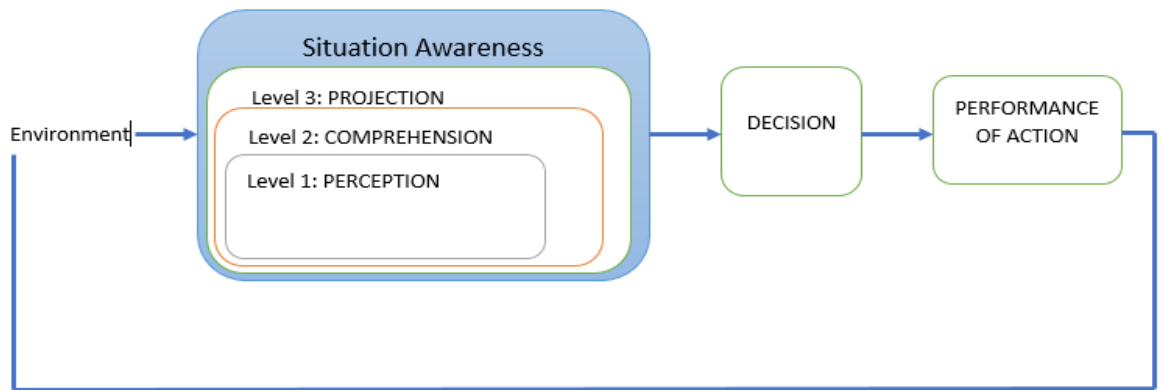 Situation Awareness
Level 3: PROJECTION
Level 2: COMPREHENSION
Level 1: PERCEPTION
Environment
DECISION
PERFORMANCE
OF ACTION